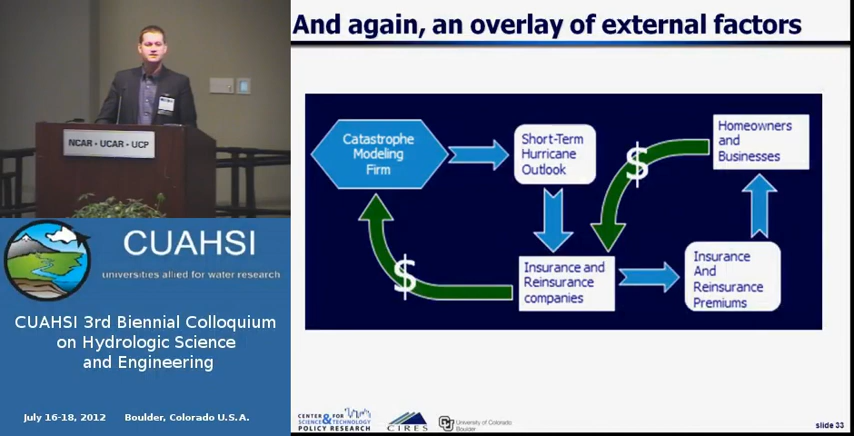 And again, an overlay of external factors
NCAR • UCAR • UCP
Catastrophe
Modeling
Firm
Short-Term
Hurricane
Outlook
Homeowners
and
Businesses
$
$
Insurance and
Reinsurance
companies
Insurance
And
Reinsurance
Premiums
CUAHSI
universities allied for water research
CUAHSI 3rd Biennial Colloquium
on Hydrologic Science
and Engineering
July 16-18, 2012 Boulder, Colorado U.S.A.
CENTER FOR
SCIENCE & TECHNOLOGY
POLICY RESEARCH
CIRES
CU
University of Colorado
Boulder
slide 33